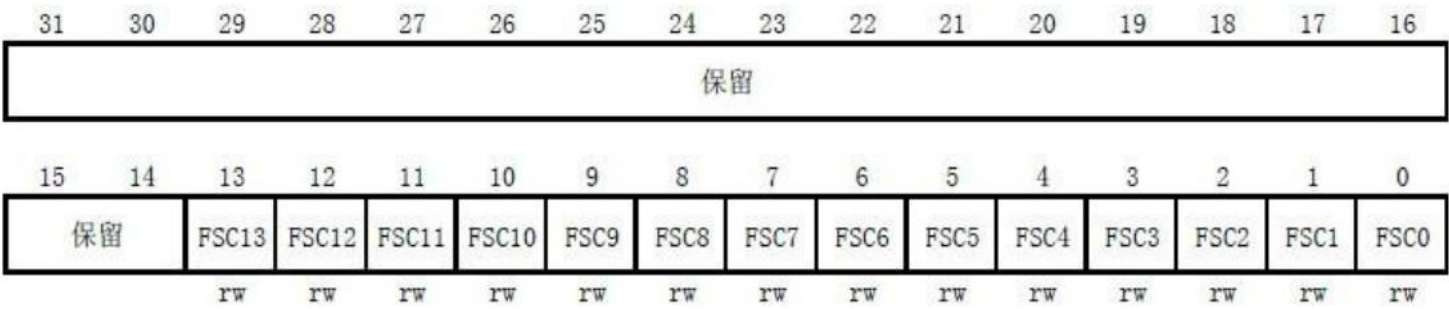 31 30 29 28 27 26 25 24 23 22 21 20 19 18 17 16
保留
15 14 13 12 11 10 9 8 7 6 5 4 3 2 1 0
保留 FSC13 FSC12 FSC11 FSC10 FSC9 FSC8 FSC7 FSC6 FSC5 FSC4 FSC3 FSC2 FSC1 FSC0
rw rw rw rw rw rw rw rw rw rw rw rw rw rw